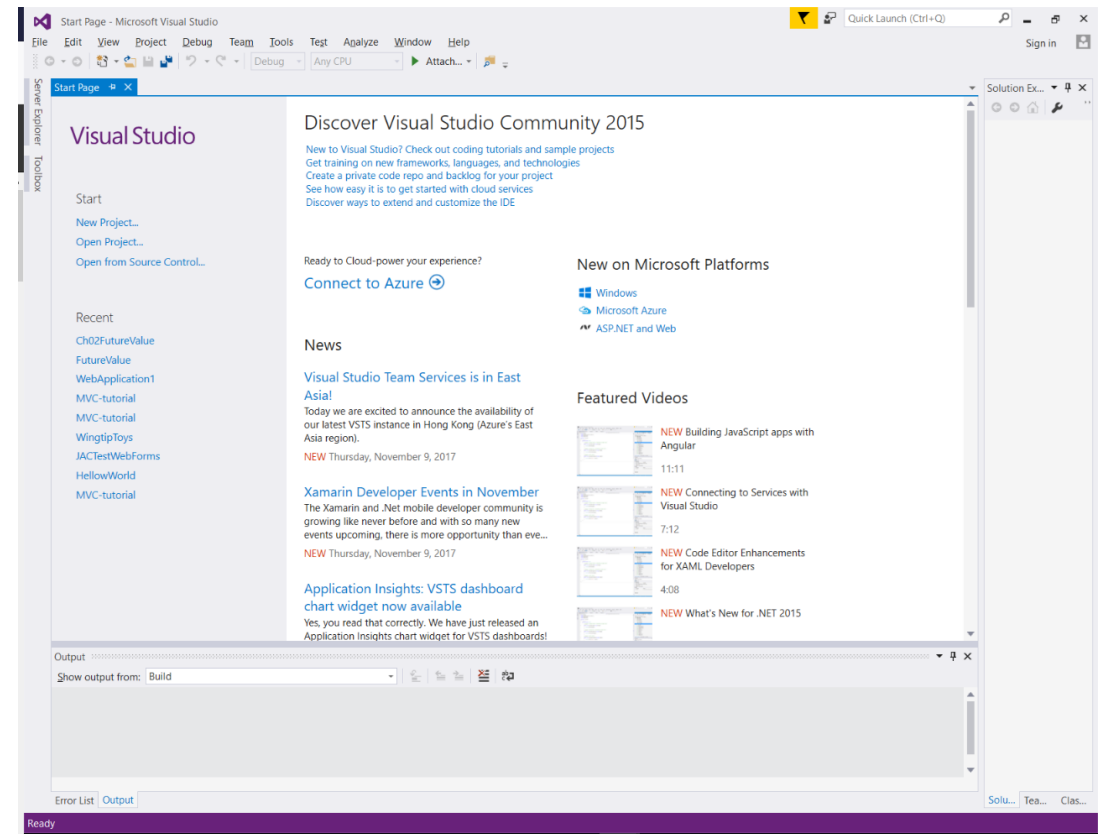 Start Page - Microsoft Visual Studio
Quick Launch (Ctrl+Q)
File Edit View Project Debug Team Tools Test Analyze Window Help
Sign in
Debug Any CPU Attach...
Server Explorer
Toolbox
Start Page
Visual Studio
Start
New Project...
Open Project...
Open from Source Control...
Recent
Ch02FutureValue
FutureValue
WebApplication1
MVC-tutorial
MVC-tutorial
WingtipToys
JACTestWebForms
HellowWorld
MVC-tutorial
Discover Visual Studio Community 2015
New to Visual Studio? Check out coding tutorials and sample projects
Get training on new frameworks, languages, and technologies
Create a private code repo and backlog for your project
See how easy it is to get started with cloud services
Discover ways to extend and customize the IDE
Ready to Cloud-power your experience?
Connect to Azure
News
Visual Studio Team Services is in East
Asia!
Today we are excited to announce the availability of
our latest VSTS instance in Hong Kong (Azure's East
Asia region).
NEW Thursday, November 9, 2017
Xamarin Developer Events in November
The Xamarin and .Net mobile developer community is
growing like never before and with so many new
events upcoming, there is more opportunity than eve...
NEW Thursday, November 9, 2017
Application Insights: VSTS dashboard
chart widget now available
Yes, you read that correctly. We have just released an
Application Insights chart widget for VSTS dashboards!
New on Microsoft Platforms
Windows
Microsoft Azure
ASP.NET and Web
Featured Videos
NEW Building JavaScript apps with
Angular
11:11
NEW Connecting to Services with
Visual Studio
7:12
NEW Code Editor Enhancements
for XAML Developers
4:08
NEW What's New for .NET 2015
Solution Ex...
Output
Show output from: Build
Error List Output
Solu... Tea... Clas...
Ready